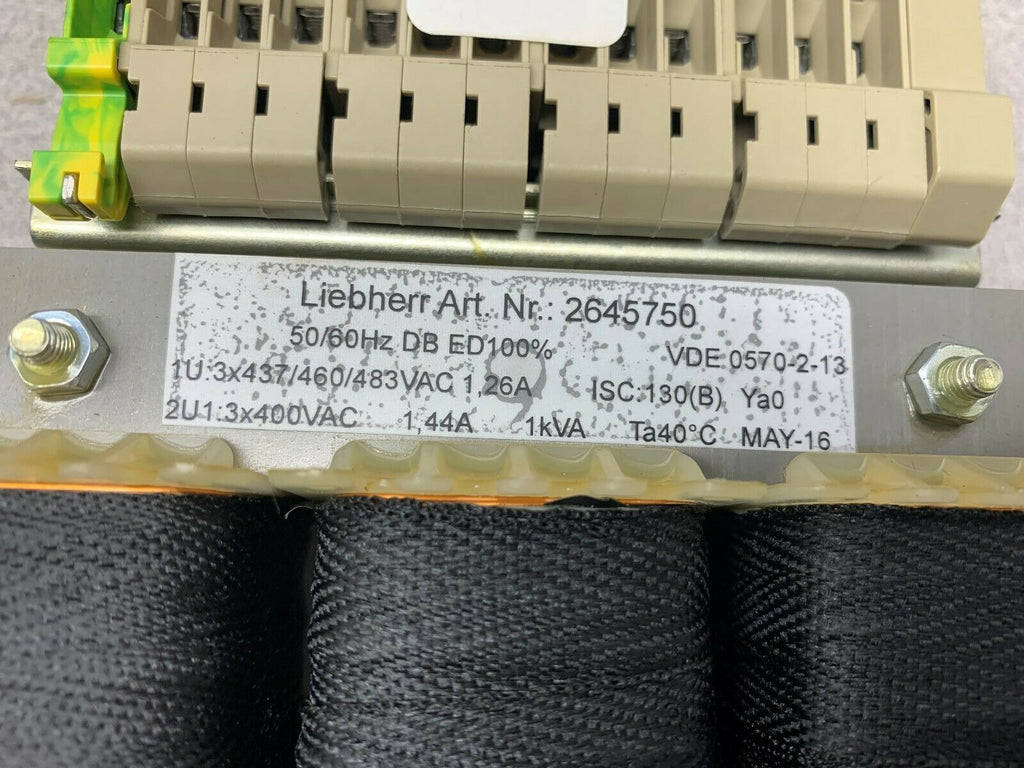 Liebherr Art. Nr.: 2645750
50/60Hz DB ED100% VDE 0570-2-13
1U:3x437/460/483VAC 1,26A ISC:130(B) Ya0
2U1:3x400VAC 1,44A 1kVA Ta40°C MAY-16